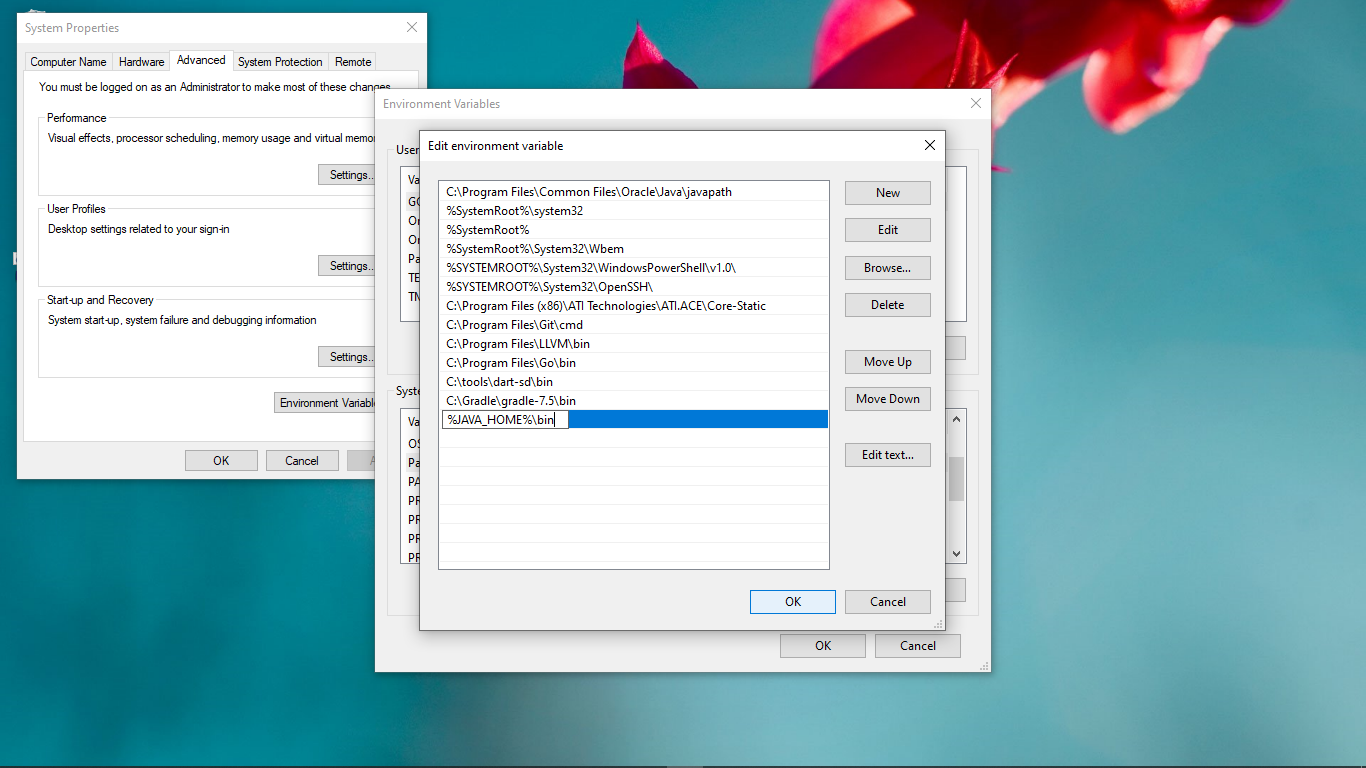 System Properties
Computer Name
Hardware
Advanced
System Protection
Remote
You must be logged on as an Administrator to make most of these changes
Performance
Visual effects, processor scheduling, memory usage and virtual memor
Settings..
User Profiles
Desktop settings related to your sign-in
Settings..
Start-up and Recovery
System start-up, system failure and debugging information
Settings..
Environment Variabl
OK
Cancel
A
Environment Variables
User
Va
GO
On
On
Pa
TE
TM
Syste
Va
OS
Pa
PA
PR
PR
PR
PR
OK
Cancel
Edit environment variable
C:\Program Files\Common Files\Oracle\Java\javapath
%SystemRoot%\system32
%SystemRoot%
%SystemRoot%\System32\Wbem
%SYSTEMROOT%\System32\WindowsPowerShell\v1.0\
%SYSTEMROOT%\System32\OpenSSH\
C:\Program Files (x86)\ATI Technologies\ATI.ACE\Core-Static
C:\Program Files\Git\cmd
C:\Program Files\LLVM\bin
C:\Program Files\Go\bin
C:\tools\dart-sd\bin
C:\Gradle\gradle-7.5\bin
%JAVA_HOME%\bin
New
Edit
Browse...
Delete
Move Up
Move Down
Edit text...
OK
Cancel